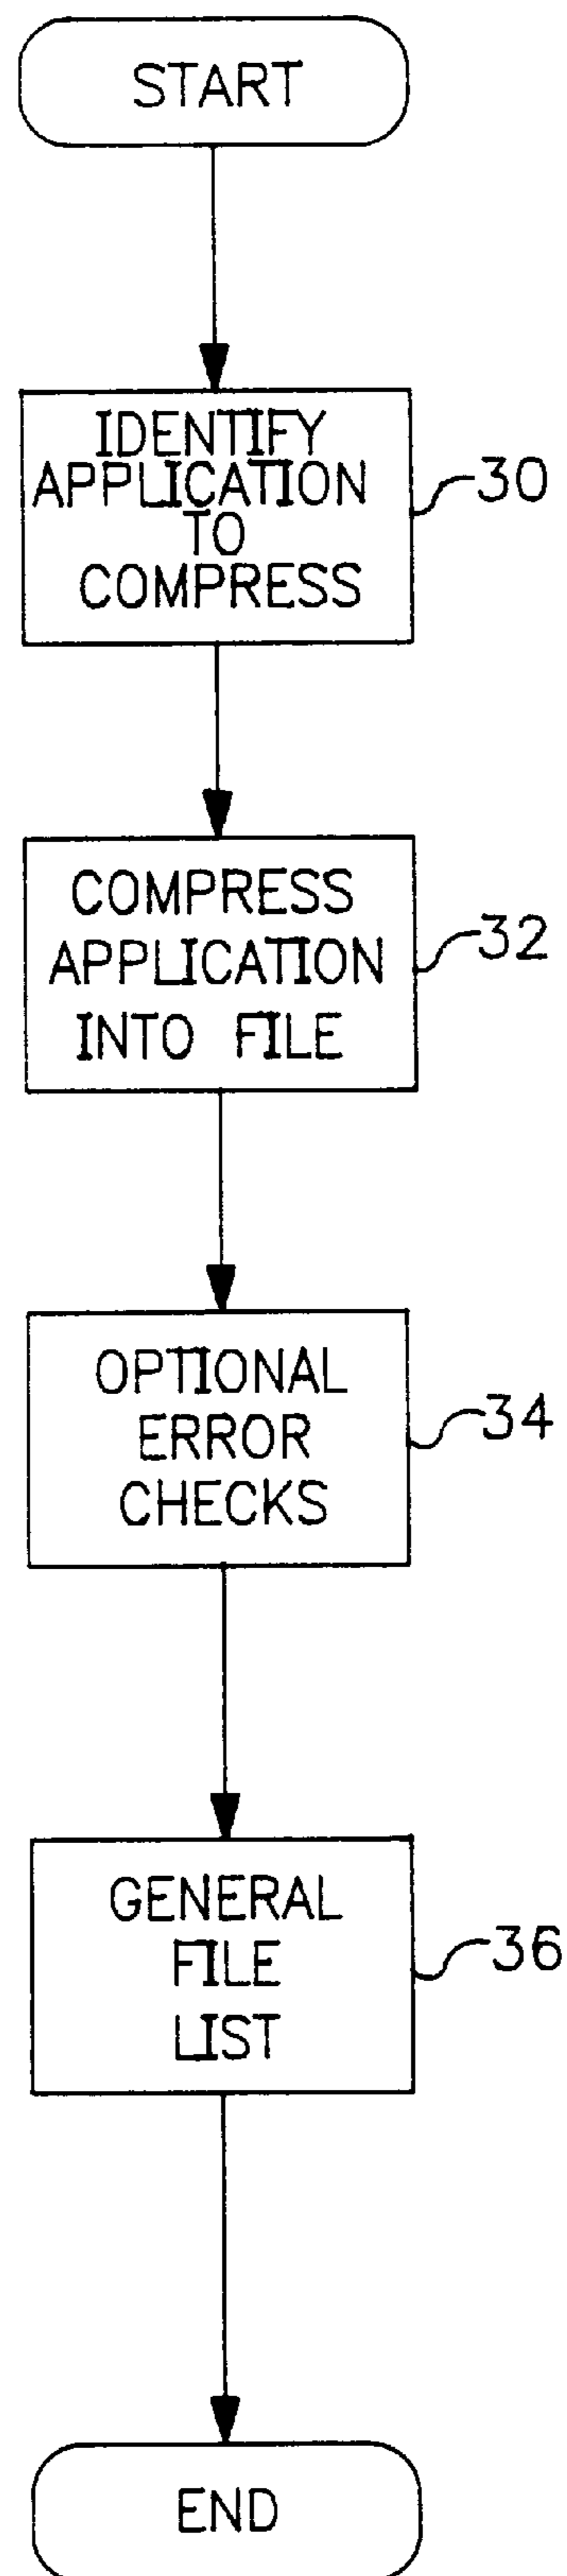 START
IDENTIFY
APPLICATION
TO
COMPRESS
30
COMPRESS
APPLICATION
INTO FILE
32
OPTIONAL
ERROR
CHECKS
34
GENERAL
FILE
LIST
36
END